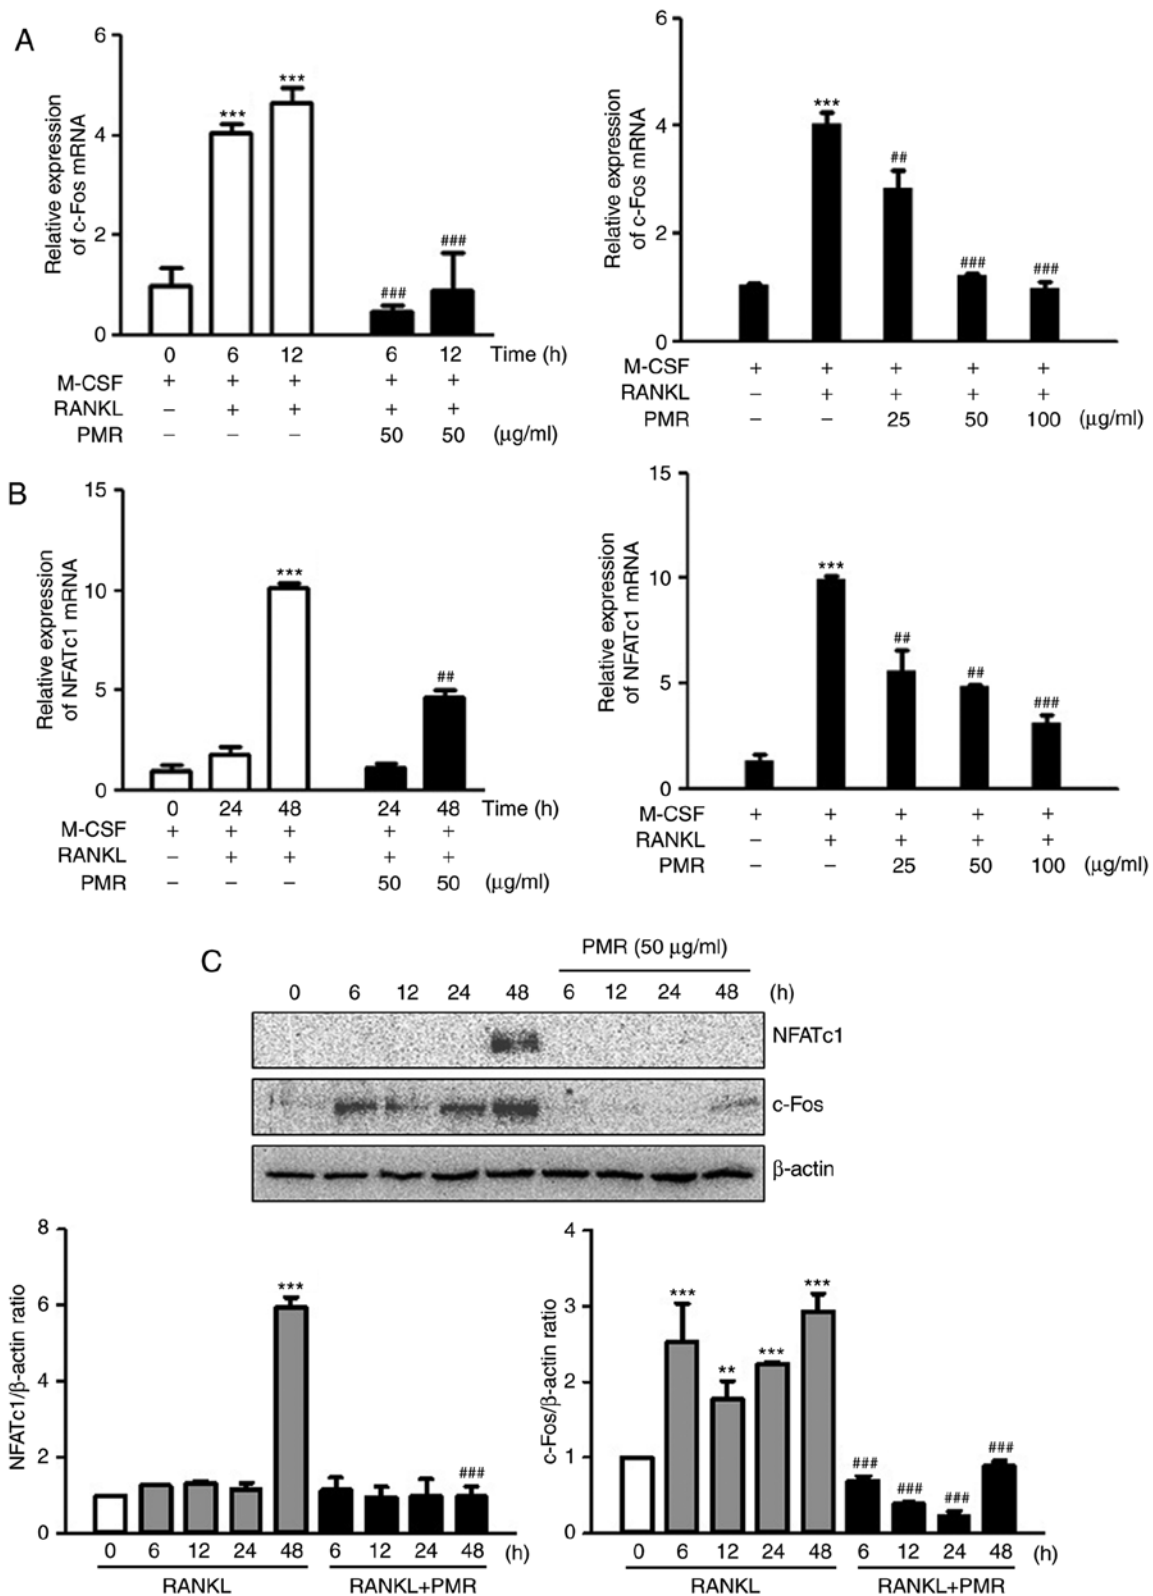 A
Relative expression
of c-Fos mRNA
6
4
2
0
***
***
###
###
0 6 12 6 12 Time (h)
M-CSF + + + + +
RANKL − + + + +
PMR − − − 50 50 (μg/ml)
Relative expression
of c-Fos mRNA
6
4
2
0
***
##
###
###
M-CSF + + + + +
RANKL − + + + +
PMR − − 25 50 100 (μg/ml)
B
Relative expression
of NFATc1 mRNA
15
10
5
0
***
##
0 24 48 24 48 Time (h)
M-CSF + + + + +
RANKL − + + + +
PMR − − − 50 50 (μg/ml)
Relative expression
of NFATc1 mRNA
15
10
5
0
***
##
##
###
M-CSF + + + + +
RANKL − + + + +
PMR − − 25 50 100 (μg/ml)
C
PMR (50 μg/ml)
0 6 12 24 48 6 12 24 48 (h)
NFATc1
c-Fos
β-actin
NFATc1/β-actin ratio
8
6
4
2
0
***
###
0 6 12 24 48 6 12 24 48 (h)
RANKL RANKL+PMR
c-Fos/β-actin ratio
4
3
2
1
0
***
**
***
***
###
###
###
###
0 6 12 24 48 6 12 24 48 (h)
RANKL RANKL+PMR